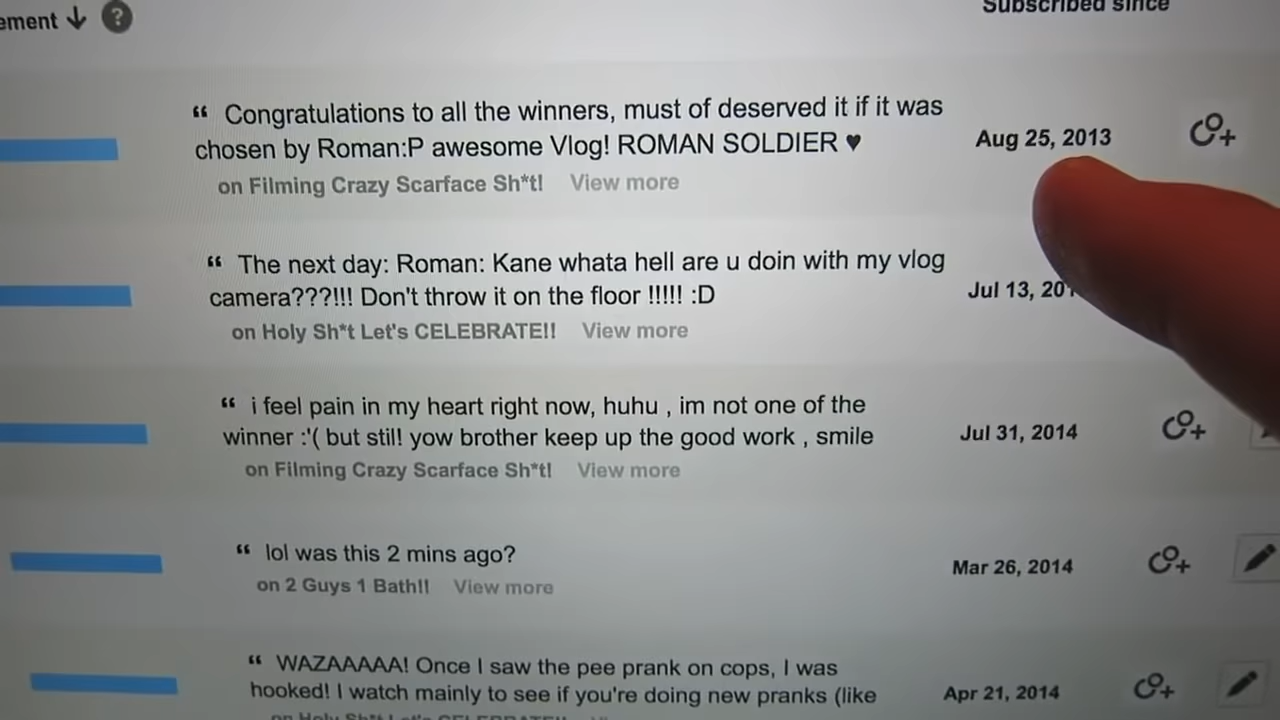 ement ↓ ?
Subscribed since
“ Congratulations to all the winners, must of deserved it if it was
chosen by Roman:P awesome Vlog! ROMAN SOLDIER ♥
Aug 25, 2013
on Filming Crazy Scarface Sh*t! View more
“ The next day: Roman: Kane whata hell are u doin with my vlog
camera???!!! Don't throw it on the floor !!!!! :D
Jul 13, 201
on Holy Sh*t Let's CELEBRATE!! View more
“ i feel pain in my heart right now, huhu , im not one of the
winner :'( but stil! yow brother keep up the good work , smile
Jul 31, 2014
on Filming Crazy Scarface Sh*t! View more
“ lol was this 2 mins ago?
Mar 26, 2014
on 2 Guys 1 Bath!! View more
“ WAZAAAAA! Once I saw the pee prank on cops, I was
hooked! I watch mainly to see if you're doing new pranks (like
Apr 21, 2014
on Holy Sh*t Let's CELEBRATE!!